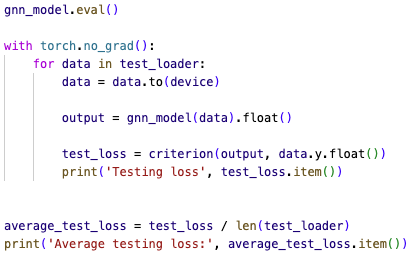 gnn_model.eval()
with torch.no_grad():
for data in test_loader:
data = data.to(device)
output = gnn_model(data).float()
test_loss = criterion(output, data.y.float())
print('Testing loss', test_loss.item())
average_test_loss = test_loss / len(test_loader)
print('Average testing loss:', average_test_loss.item())